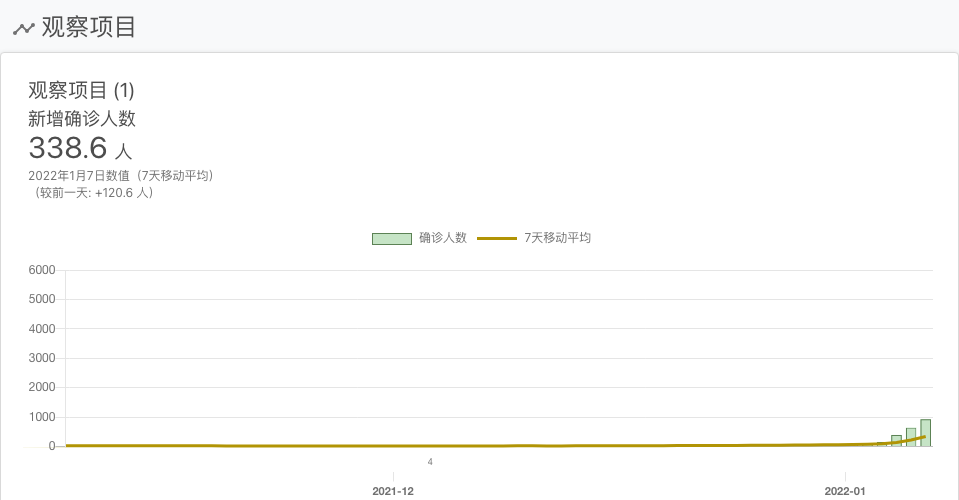 观察项目
观察项目 (1)
新增确诊人数
338.6 人
2022年1月7日数值（7天移动平均）
（较前一天: +120.6 人）
确诊人数 7天移动平均
6000
5000
4000
3000
2000
1000
0
4
2021-12 2022-01